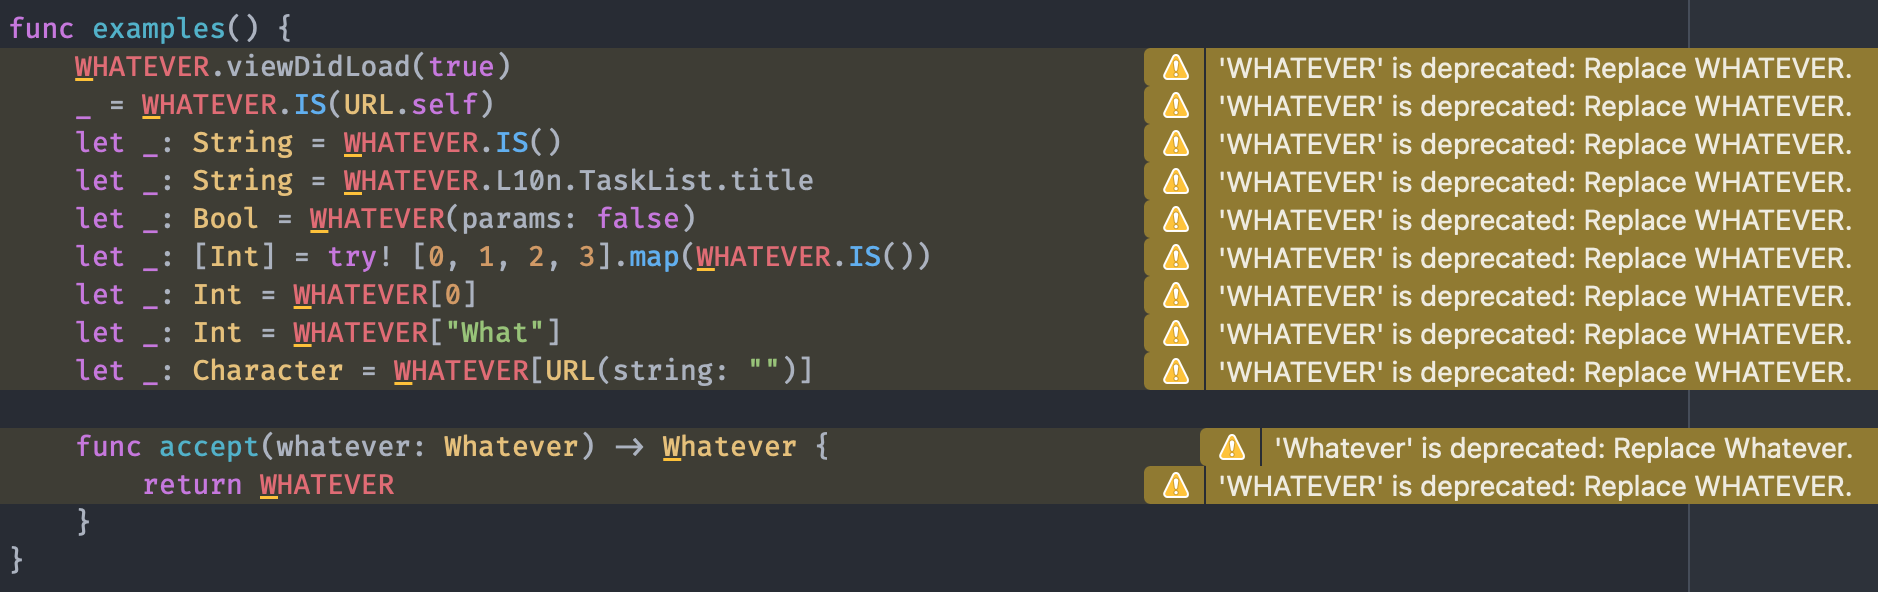 func examples() {
WHATEVER.viewDidLoad(true) 'WHATEVER' is deprecated: Replace WHATEVER.
_ = WHATEVER.IS(URL.self) 'WHATEVER' is deprecated: Replace WHATEVER.
let _: String = WHATEVER.IS() 'WHATEVER' is deprecated: Replace WHATEVER.
let _: String = WHATEVER.L10n.TaskList.title 'WHATEVER' is deprecated: Replace WHATEVER.
let _: Bool = WHATEVER(params: false) 'WHATEVER' is deprecated: Replace WHATEVER.
let _: [Int] = try! [0, 1, 2, 3].map(WHATEVER.IS()) 'WHATEVER' is deprecated: Replace WHATEVER.
let _: Int = WHATEVER[0] 'WHATEVER' is deprecated: Replace WHATEVER.
let _: Int = WHATEVER["What"] 'WHATEVER' is deprecated: Replace WHATEVER.
let _: Character = WHATEVER[URL(string: "")] 'WHATEVER' is deprecated: Replace WHATEVER.
func accept(whatever: Whatever) → Whatever { 'Whatever' is deprecated: Replace Whatever.
return WHATEVER 'WHATEVER' is deprecated: Replace WHATEVER.
}
}